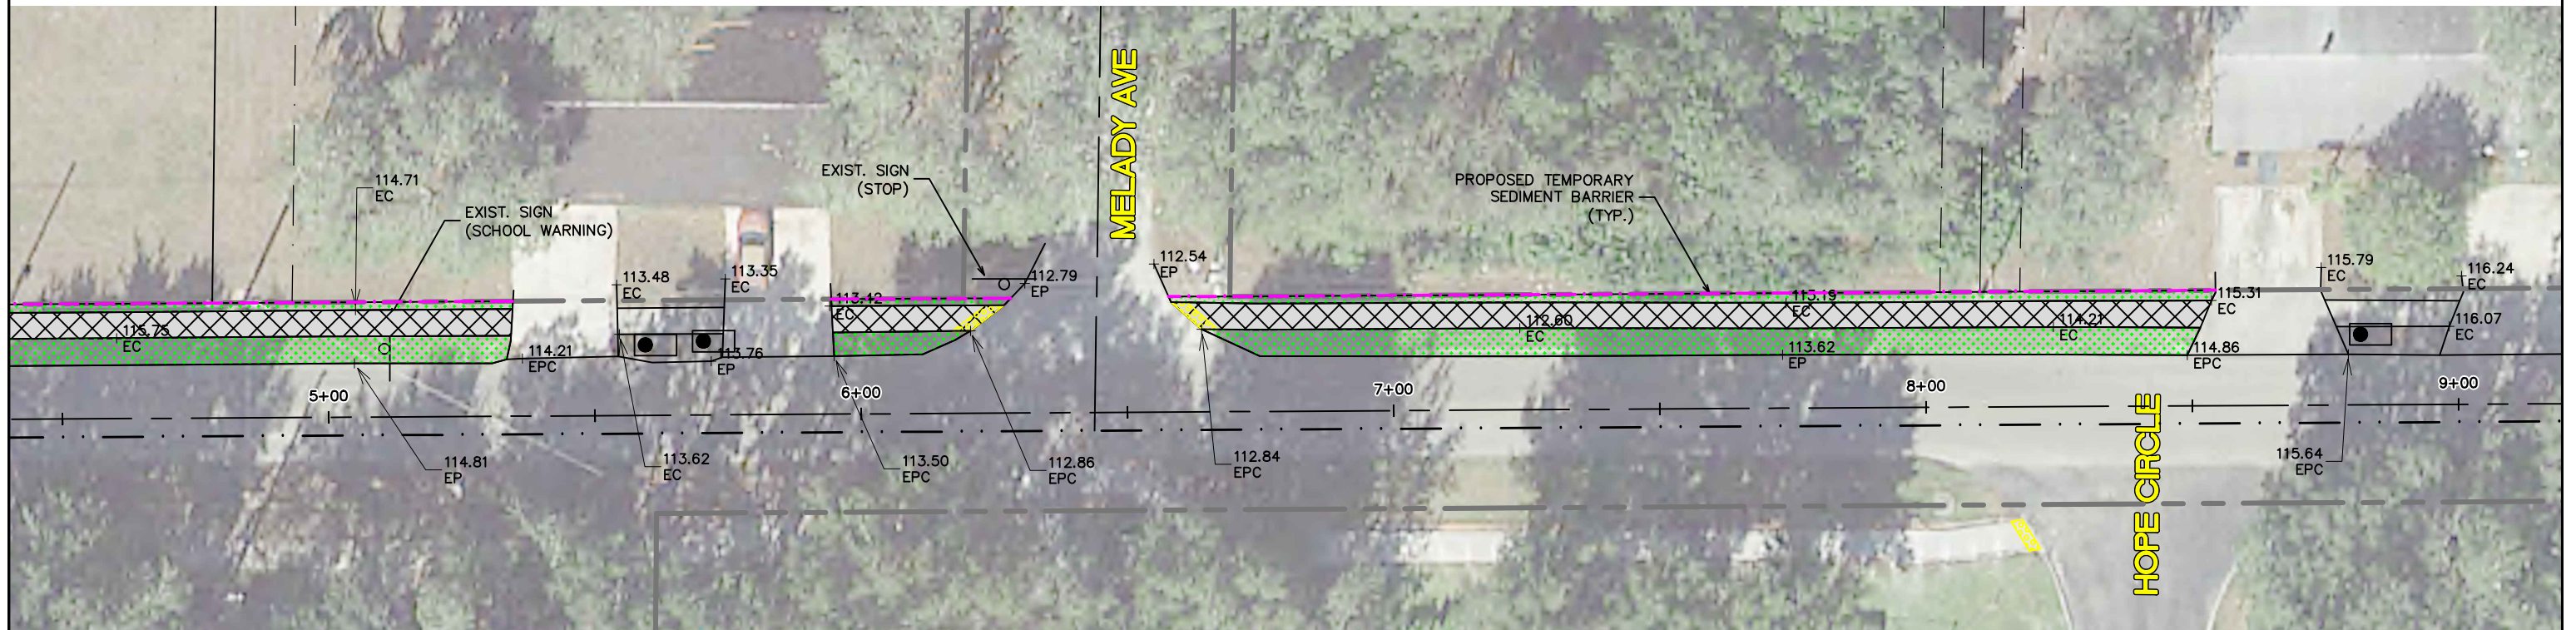 MELADY AVE
114.71
EC
EXIST. SIGN
(SCHOOL WARNING)
EXIST. SIGN
(STOP)
PROPOSED TEMPORARY
SEDIMENT BARRIER
(TYP.)
113.48
EC
113.35
EC
113.42
EC
112.79
EP
112.54
EP
113.19
EC
115.31
EC
115.79
EC
116.24
EC
115.75
EC
112.60
EC
114.21
EC
116.07
EC
114.21
EPC
113.76
EP
113.62
EP
114.86
EPC
5+00
6+00
7+00
8+00
9+00
114.81
EP
113.62
EC
113.50
EPC
112.86
EPC
112.84
EPC
115.64
EPC
HOPE CIRCLE